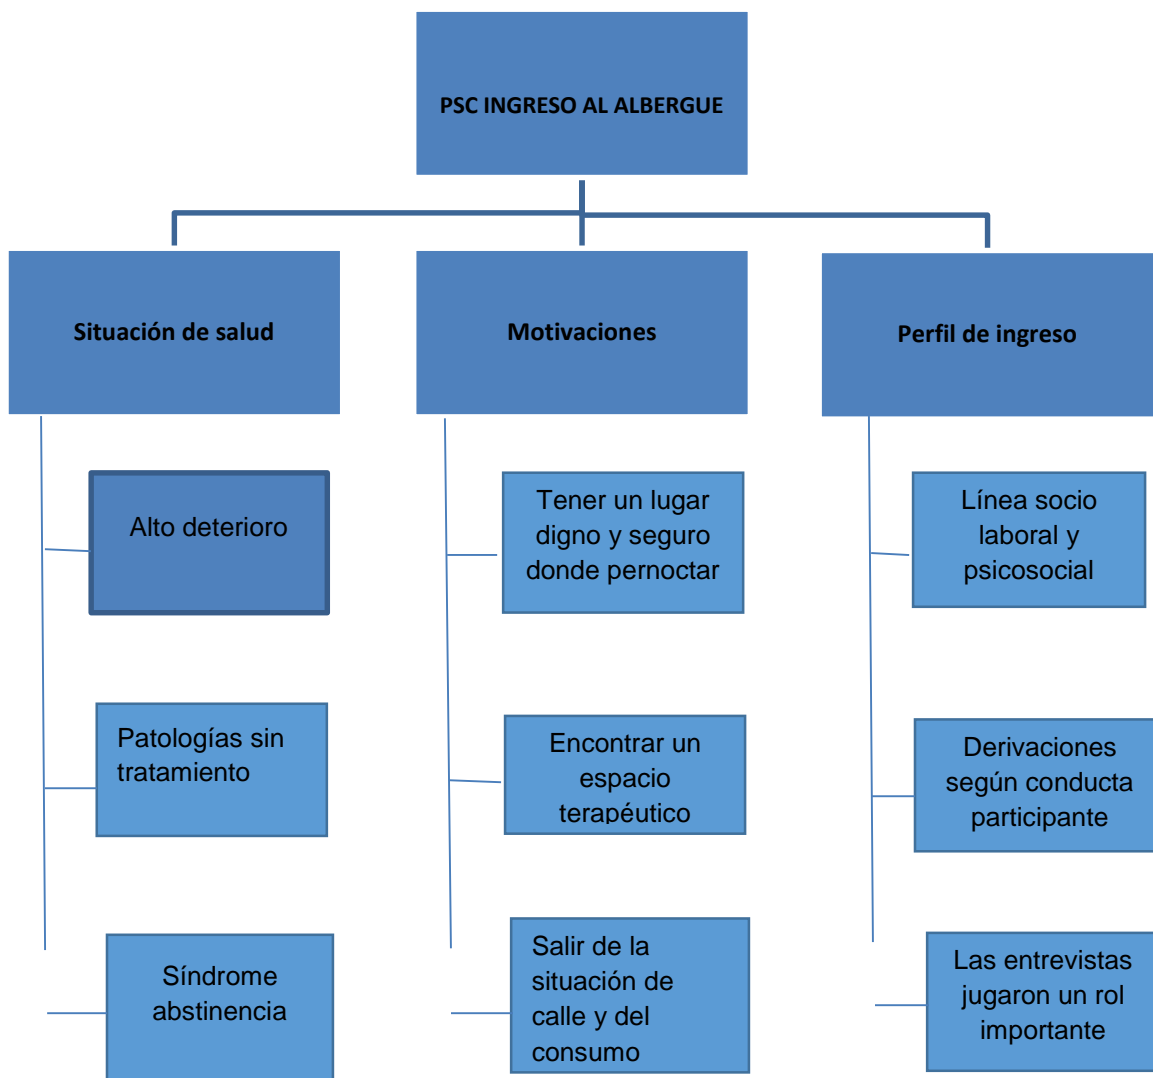 PSC INGRESO AL ALBERGUE
Situación de salud
Motivaciones
Perfil de ingreso
Alto deterioro
Patologías sin
tratamiento
Síndrome
abstinencia
Tener un lugar
digno y seguro
donde pernoctar
Encontrar un
espacio
terapéutico
Salir de la
situación de
calle y del
consumo
Línea socio
laboral y
psicosocial
Derivaciones
según conducta
participante
Las entrevistas
jugaron un rol
importante